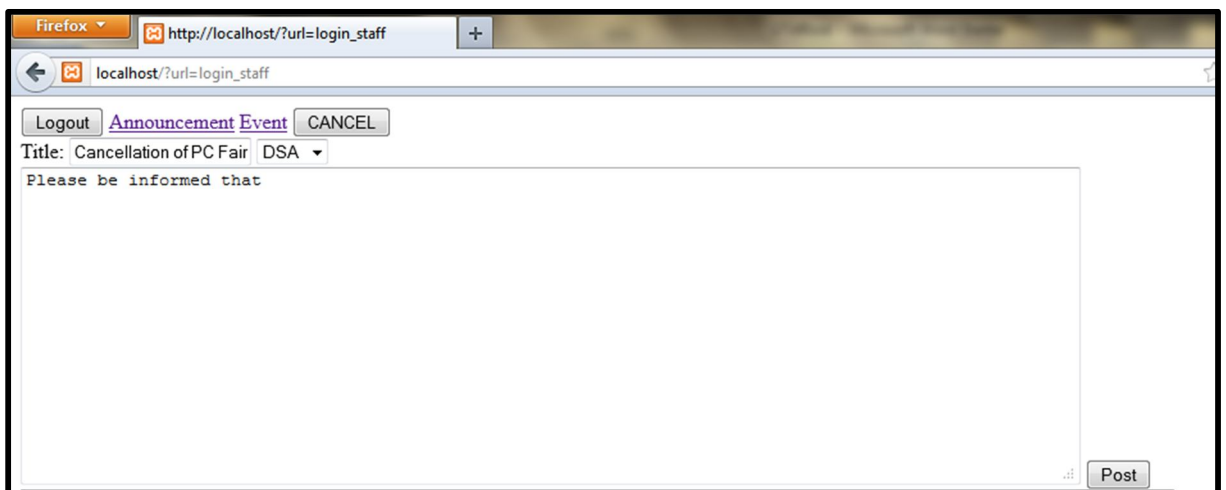 Firefox
http://localhost/?url=login_staff
localhost/?url=login_staff
Logout Announcement Event CANCEL
Title: Cancellation of PC Fair DSA
Please be informed that
Post